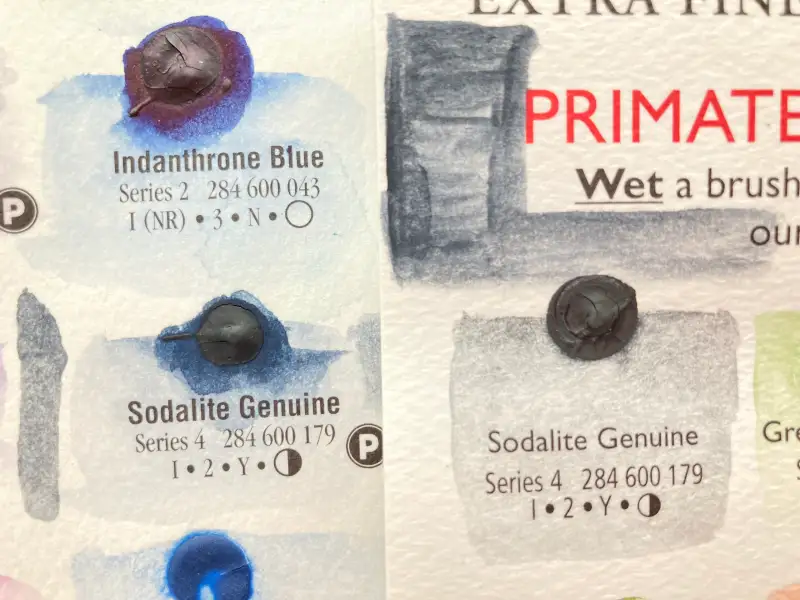 Indanthrone Blue
Series 2 284 600 043
I (NR) • 3 • N • ○
P
Sodalite Genuine
Series 4 284 600 179
I • 2 • Y • ◑
P
EXTRA FINE
PRIMATE
Wet a brush
our
Sodalite Genuine
Series 4 284 600 179
I • 2 • Y • ◑
Gre
S